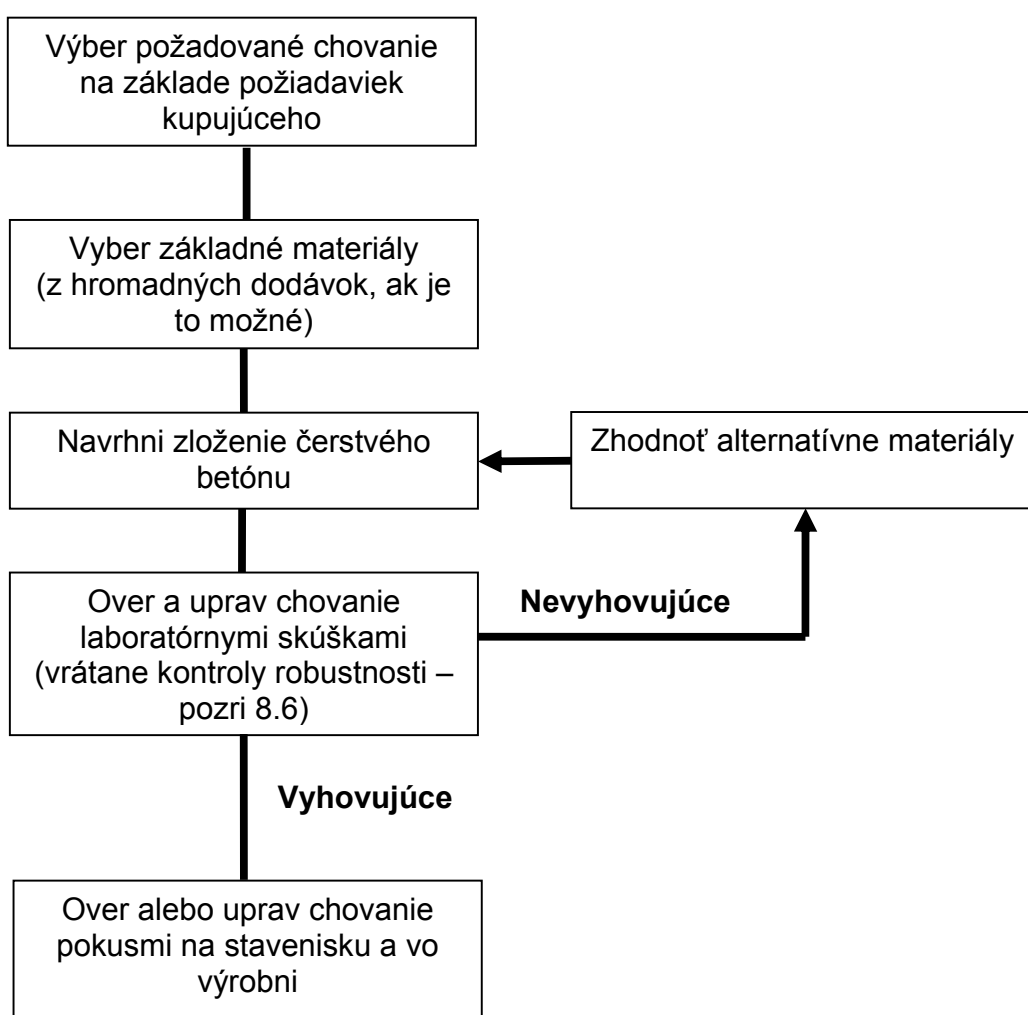 Výber požadované chovanie
na základe požiadaviek
kupujúceho
Vyber základné materiály
(z hromadných dodávok, ak je
to možné)
Navrhni zloženie čerstvého
betónu
Zhodnoť alternatívne materiály
Over a uprav chovanie
laboratórnymi skúškami
(vrátane kontroly robustnosti –
pozri 8.6)
Nevyhovujúce
Vyhovujúce
Over alebo uprav chovanie
pokusmi na stavenisku a vo
výrobni